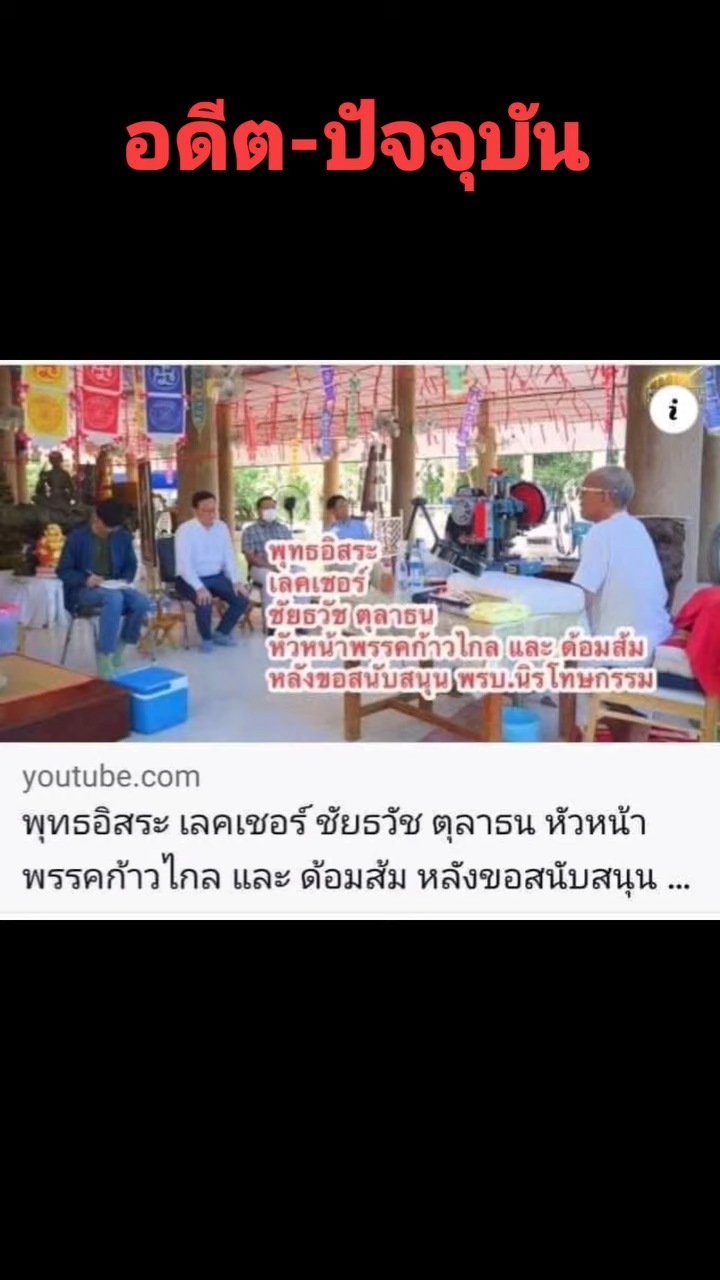 อดีต-ปัจจุบัน
i
พุทธอิสระ
เลคเชอร์
ชัยธวัช ตุลาธน
หัวหน้าพรรคก้าวไกล และ ด้อมส้ม
หลังขอสนับสนุน พรบ.นิรโทษกรรม
youtube.com
พุทธอิสระ เลคเชอร์ ชัยธวัช ตุลาธน หัวหน้า
พรรคก้าวไกล และ ด้อมส้ม หลังขอสนับสนุน ...